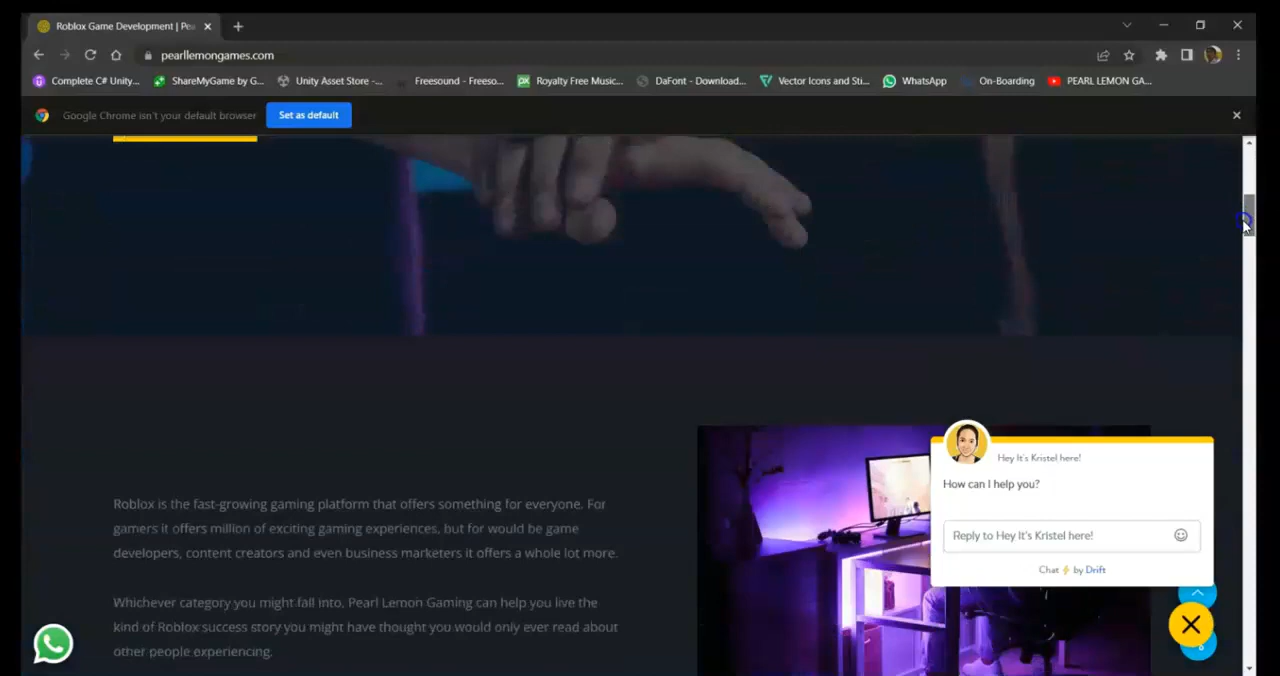 Roblox Game Development | Pea
pearllemongames.com
Complete C# Unity... ShareMyGame by G... Unity Asset Store -... Freesound - Freeso... Royalty Free Music... DaFont - Download... Vector Icons and Sti... WhatsApp On-Boarding PEARL LEMON GA...
Google Chrome isn't your default browser Set as default
Hey It's Kristel here!
How can I help you?
Reply to Hey It's Kristel here!
Chat ⚡ by Drift
Roblox is the fast-growing gaming platform that offers something for everyone. For
gamers it offers million of exciting gaming experiences, but for would be game
developers, content creators and even business marketers it offers a whole lot more.
Whichever category you might fall into, Pearl Lemon Gaming can help you live the
kind of Roblox success story you might have thought you would only ever read about
other people experiencing.